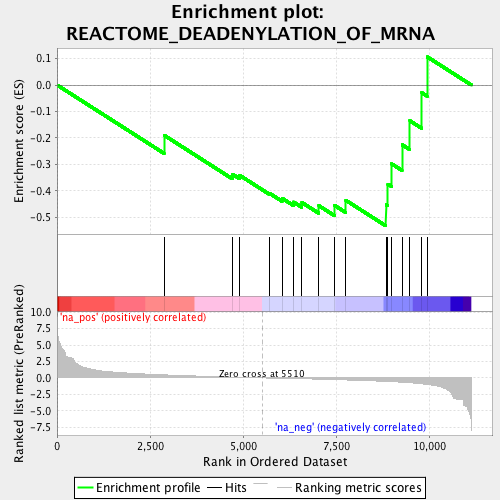 Enrichment plot:
REACTOME_DEADENYLATION_OF_MRNA
Enrichment score (ES)
0.1
0.0
-0.1
-0.2
-0.3
-0.4
-0.5
Ranked list metric (PreRanked)
10.0
7.5
5.0
2.5
0.0
-2.5
-5.0
-7.5
'na_pos' (positively correlated)
Zero cross at 5510
'na_neg' (negatively correlated)
0
2,500
5,000
7,500
10,000
Rank in Ordered Dataset
Enrichment profile
Hits
Ranking metric scores